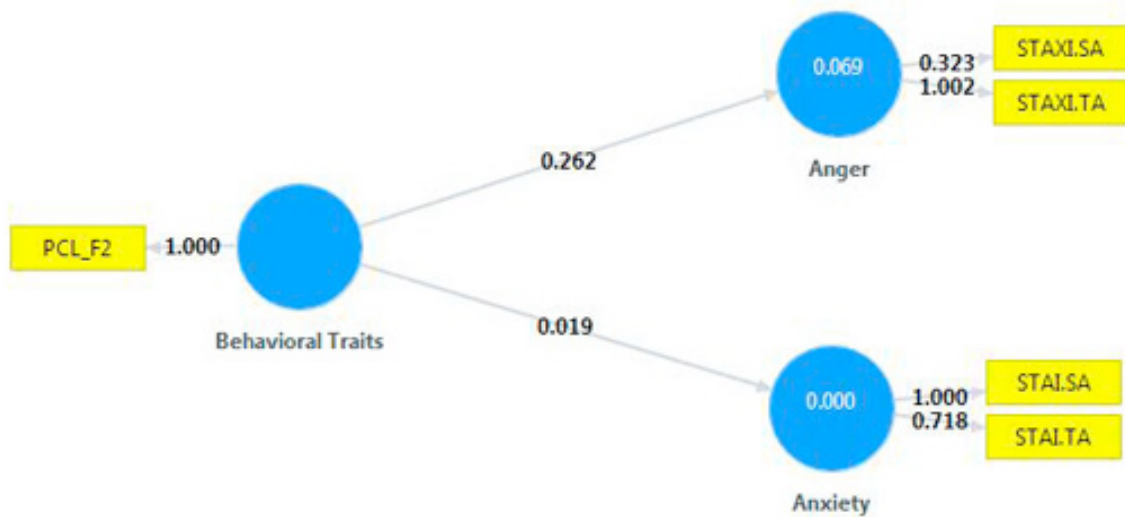 STAXI.SA
0.069
0.323
1.002
STAXI.TA
Anger
0.262
PCL_F2
1.000
Behavioral Traits
0.019
STAI.SA
0.000
1.000
0.718
STAI.TA
Anxiety